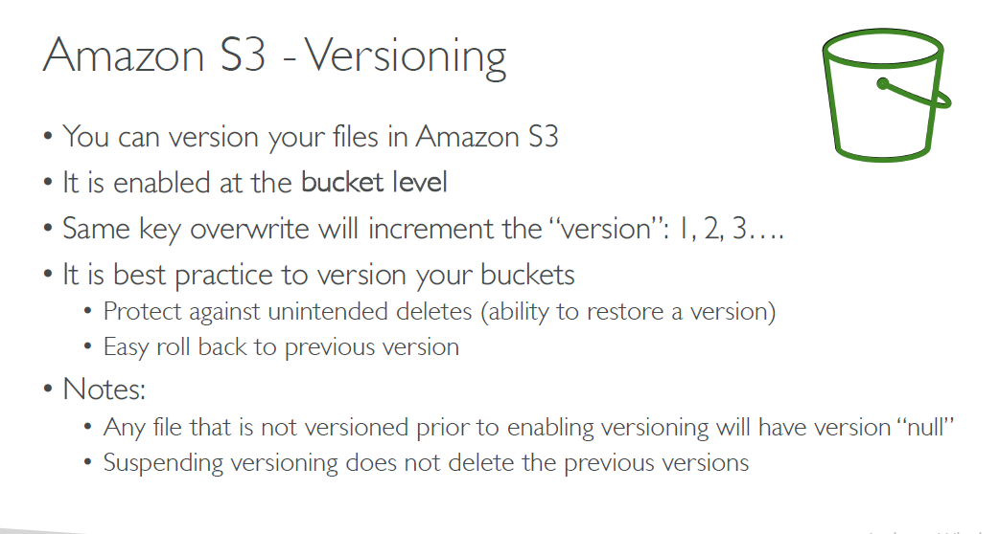 Amazon S3 - Versioning
• You can version your files in Amazon S3
• It is enabled at the bucket level
• Same key overwrite will increment the “version”: 1, 2, 3….
• It is best practice to version your buckets
• Protect against unintended deletes (ability to restore a version)
• Easy roll back to previous version
• Notes:
• Any file that is not versioned prior to enabling versioning will have version “null”
• Suspending versioning does not delete the previous versions